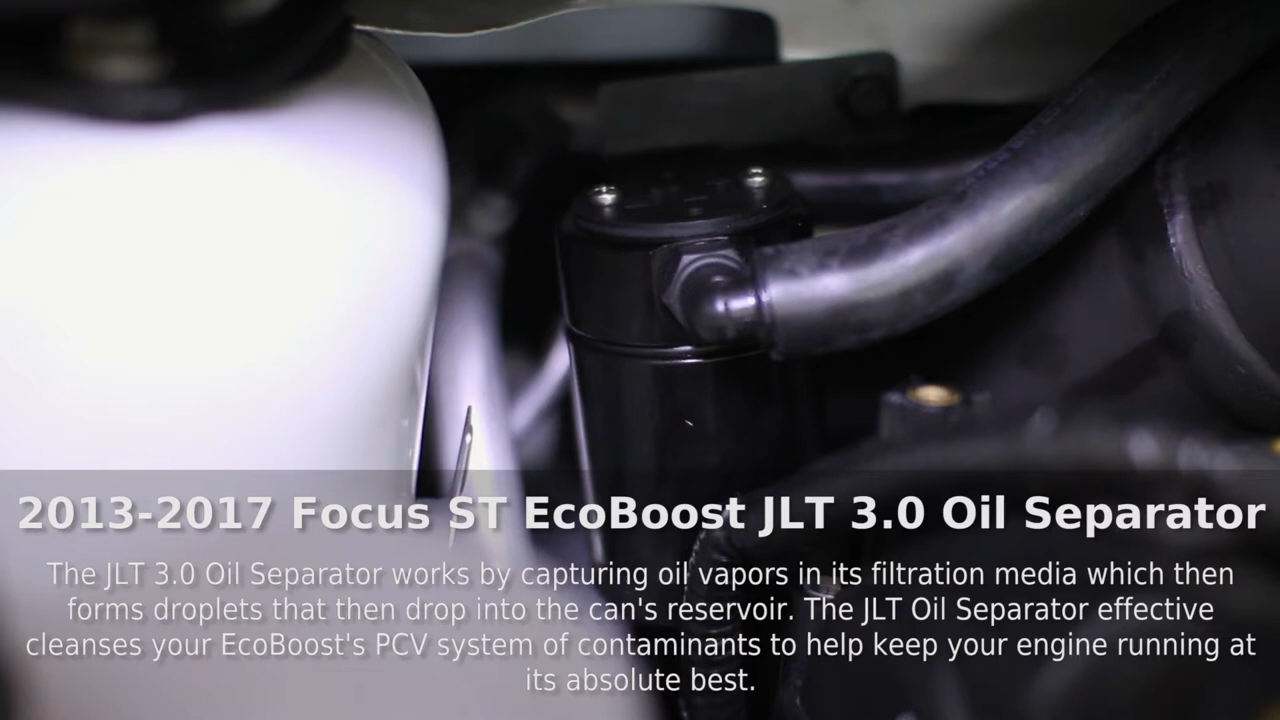 2013-2017 Focus ST EcoBoost JLT 3.0 Oil Separator
The JLT 3.0 Oil Separator works by capturing oil vapors in its filtration media which then
forms droplets that then drop into the can's reservoir. The JLT Oil Separator effective
cleanses your EcoBoost's PCV system of contaminants to help keep your engine running at
its absolute best.